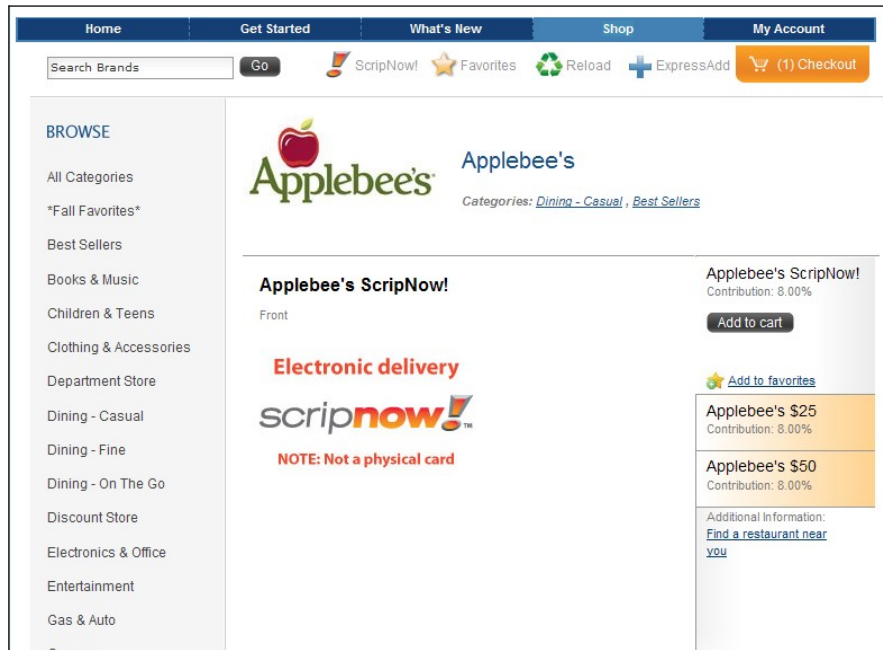 Home Get Started What's New Shop My Account
Search Brands Go ScripNow! Favorites Reload ExpressAdd (1) Checkout
BROWSE
All Categories
*Fall Favorites*
Best Sellers
Books & Music
Children & Teens
Clothing & Accessories
Department Store
Dining - Casual
Dining - Fine
Dining - On The Go
Discount Store
Electronics & Office
Entertainment
Gas & Auto
Applebee's
Applebee's
Categories: Dining - Casual , Best Sellers
Applebee's ScripNow!
Front
Electronic delivery
scripnow! TM
NOTE: Not a physical card
Applebee's ScripNow!
Contribution: 8.00%
Add to cart
Add to favorites
Applebee's $25
Contribution: 8.00%
Applebee's $50
Contribution: 8.00%
Additional Information:
Find a restaurant near
you